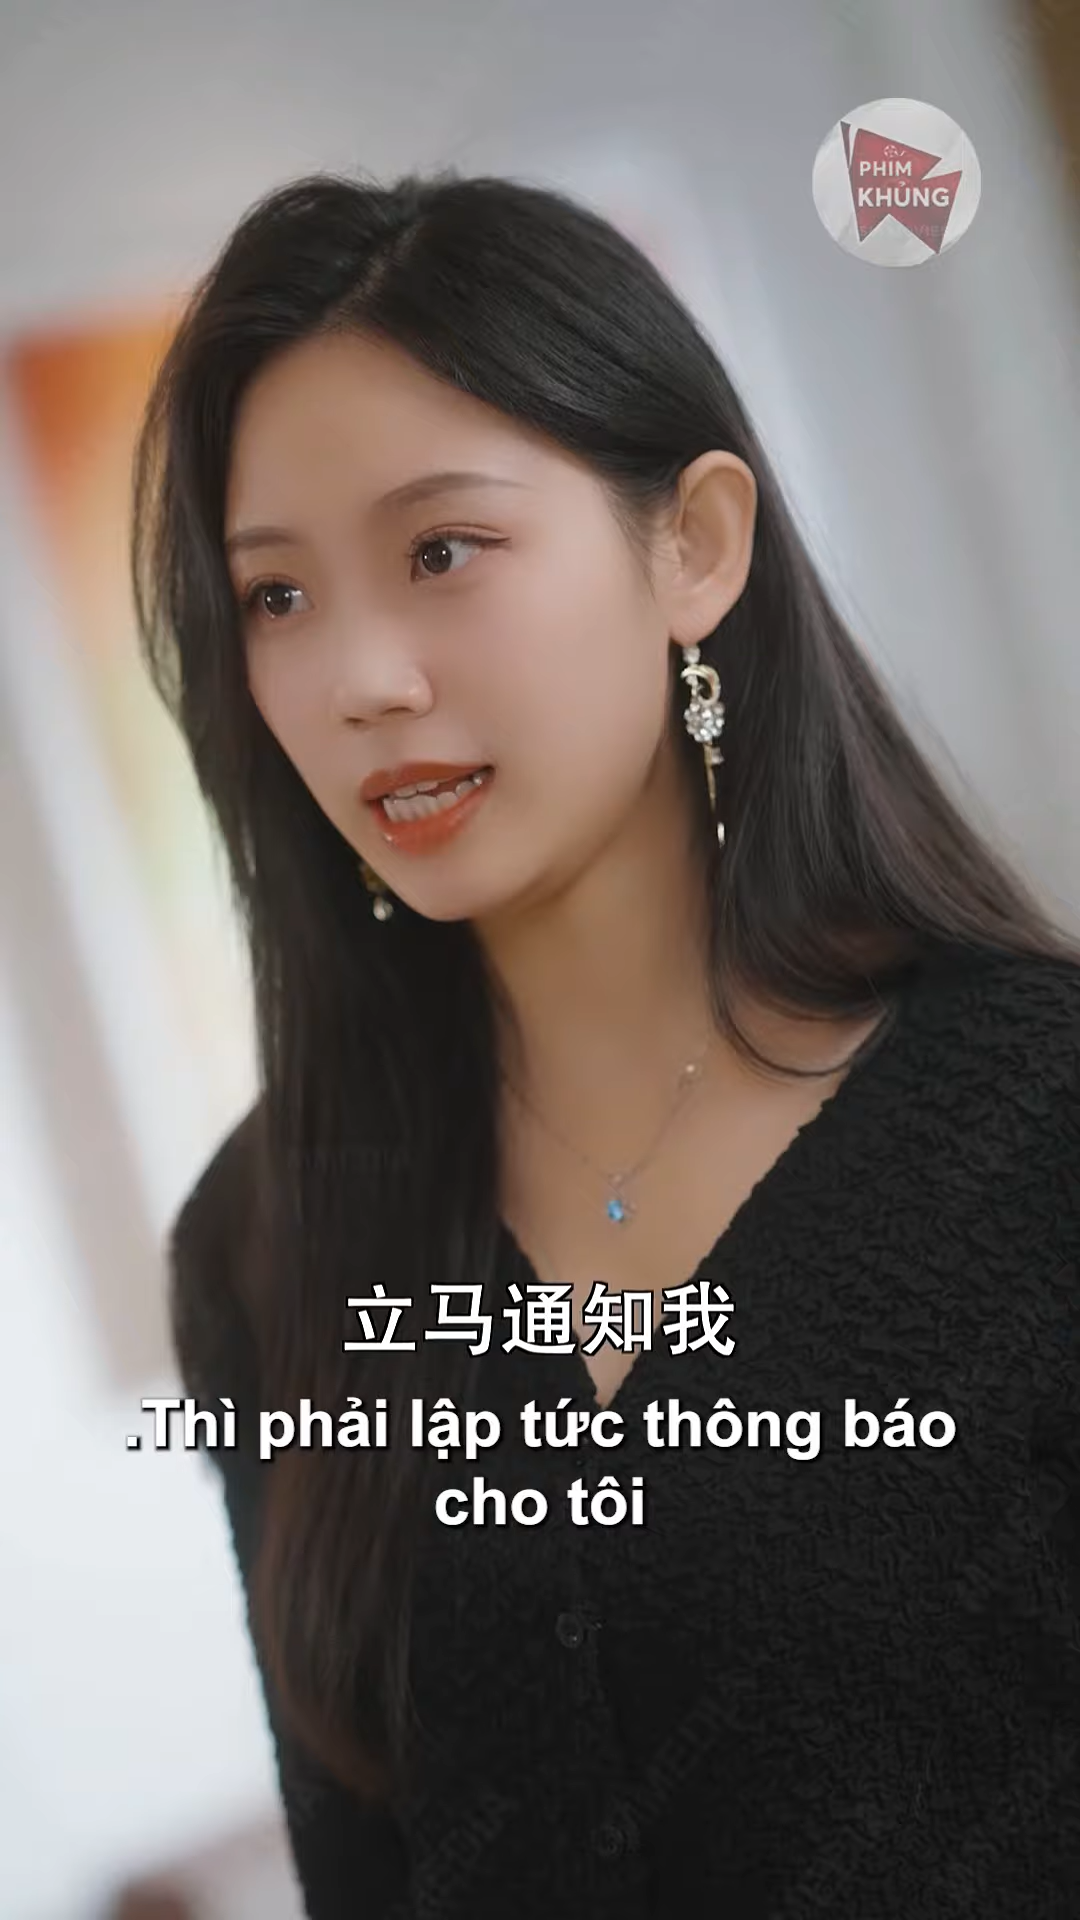 PHIM
KHỦNG
立马通知我
.Thì phải lập tức thông báo
cho tôi